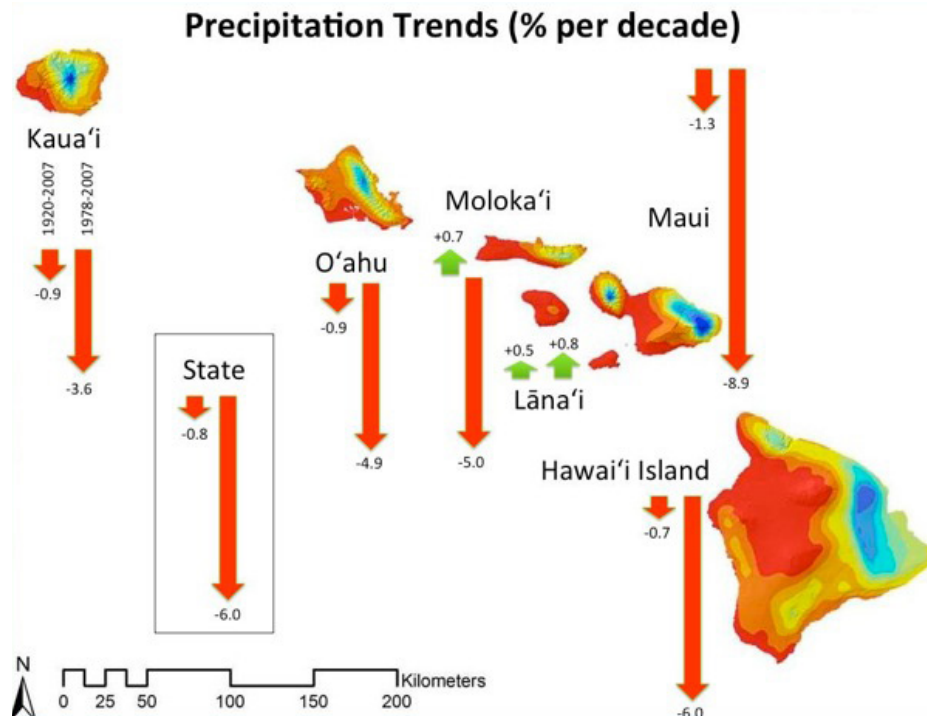 Precipitation Trends (% per decade)
Kauaʻi
1920-2007
1978-2007
-0.9
-3.6
State
-0.8
-6.0
Oʻahu
-0.9
-4.9
Molokaʻi
+0.7
-5.0
+0.5
+0.8
Lānaʻi
Maui
-1.3
-8.9
Hawaiʻi Island
-0.7
-6.0
N
Kilometers
0 25 50 100 150 200